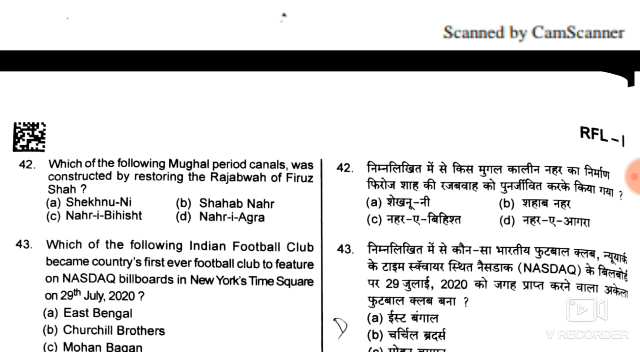 Scanned by CamScanner
RFL-I
42. Which of the following Mughal period canals, was
constructed by restoring the Rajabwah of Firuz
Shah ?
(a) Shekhnu-Ni (b) Shahab Nahr
(c) Nahr-i-Bihisht (d) Nahr-i-Agra
43. Which of the following Indian Football Club
became country's first ever football club to feature
on NASDAQ billboards in New York's Time Square
on 29th July, 2020 ?
(a) East Bengal
(b) Churchill Brothers
(c) Mohan Bagan
42. निम्नलिखित में से किस मुगल कालीन नहर का निर्माण
फिरोज शाह की रजबवाह को पुनर्जीवित करके किया गया ?
(a) शेखनू-नी (b) शहाब नहर
(c) नहर-ए-बिहिश्त (d) नहर-ए-आगरा
43. निम्नलिखित में से कौन-सा भारतीय फुटबाल क्लब, न्यूयार्क
के टाइम स्क्वॉयर स्थित नैसडाक (NASDAQ) के बिलबोर्ड
पर 29 जुलाई, 2020 को जगह प्राप्त करने वाला अकेला
फुटबाल क्लब बना ?
(a) ईस्ट बंगाल
(b) चर्चिल ब्रदर्स
V RECORDER